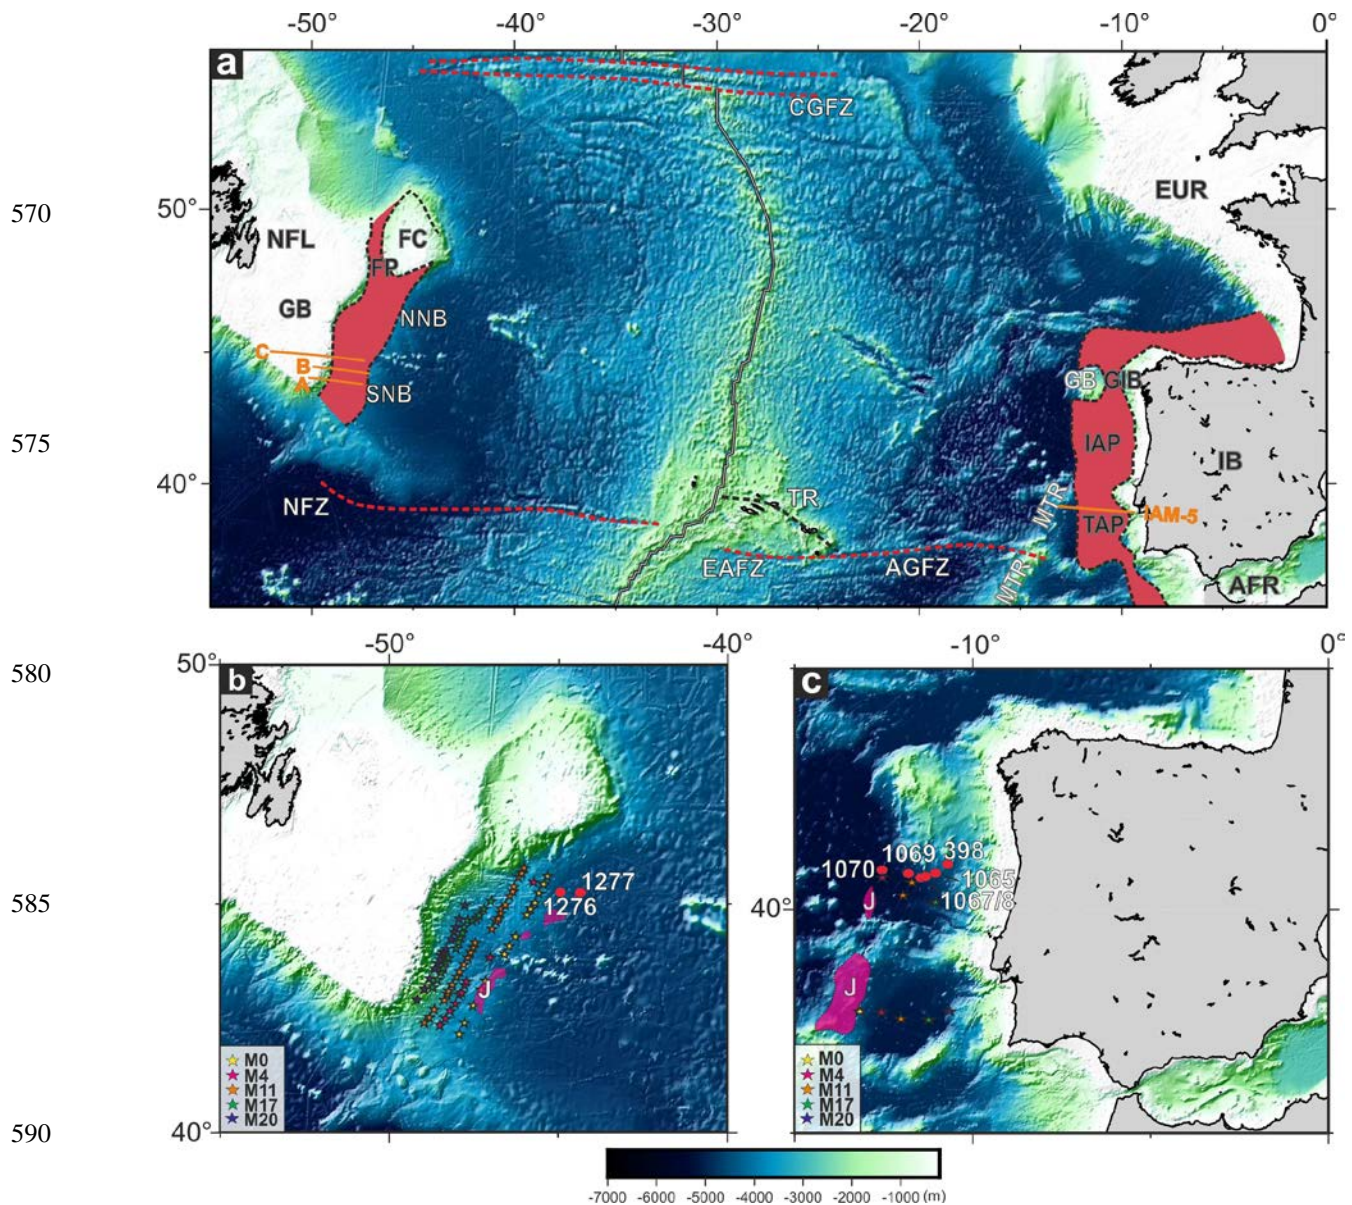 -50° -40° -30° -20° -10° 0°
a
CGFZ
570
50°
EUR
NFL
FC
FP
GB
NNB
C
B
A
SNB
GB
GIB
575
IAP
IB
40°
NFZ
TR
MTR
IAM-5
TAP
EAFZ
AGFZ
MTR
AFR
-50° -40° -10° 0°
580
50°
b
c
585
1277
1276
J
1070
1069
398
1065
1067/8
40°
J
J
M0
M4
M11
M17
M20
M0
M4
M11
M17
M20
590
40°
-7000 -6000 -5000 -4000 -3000 -2000 -1000 (m)